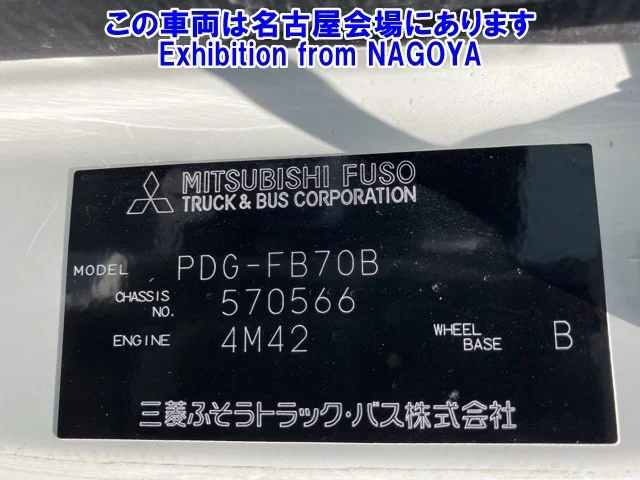 この車両は名古屋会場にあります
Exhibition from NAGOYA
MITSUBISHI FUSO
TRUCK & BUS CORPORATION
MODEL PDG-FB70B
CHASSIS NO. 570566
ENGINE 4M42 WHEEL BASE B
三菱ふそうトラック・バス株式会社